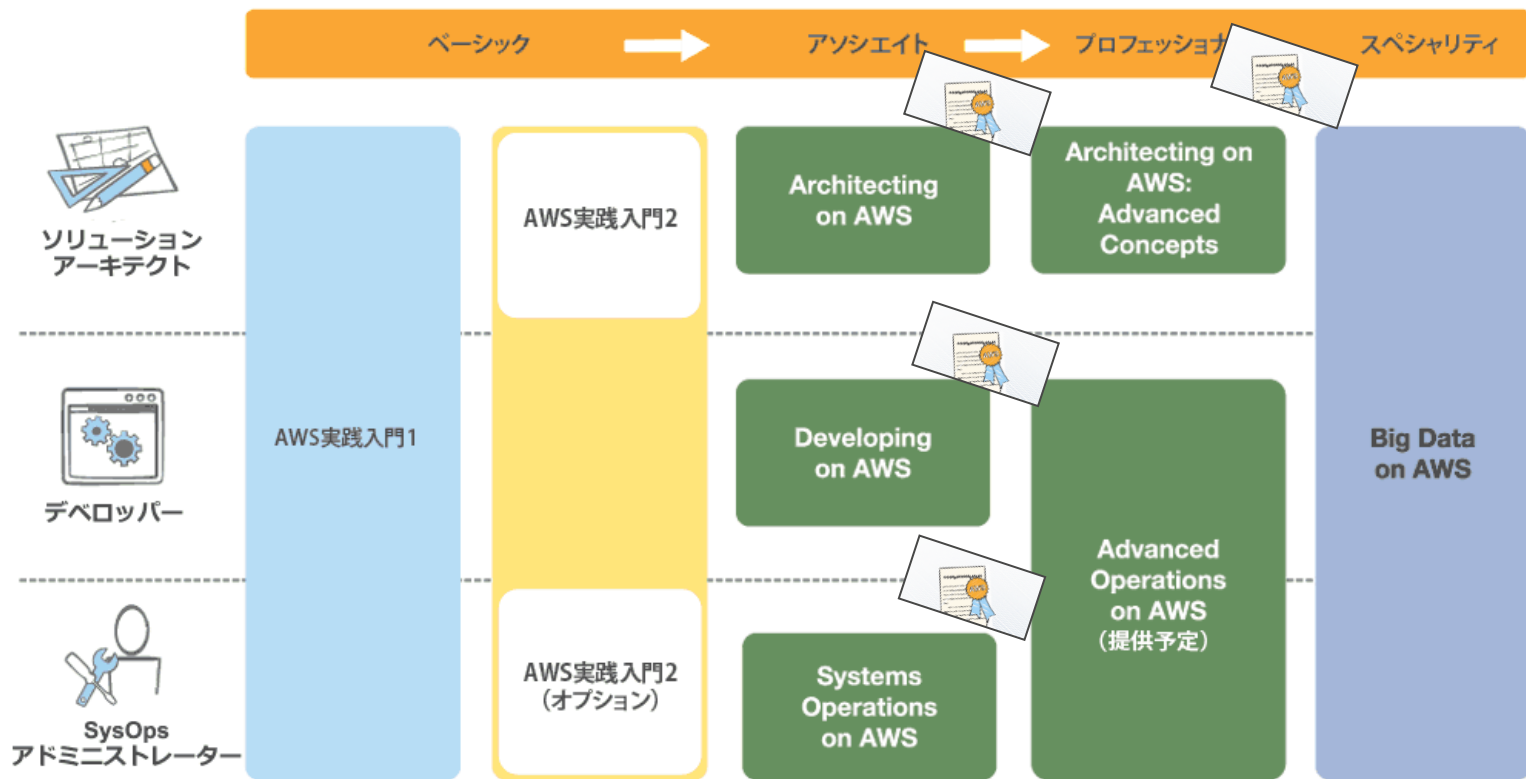 ベーシック
アソシエイト
プロフェッショナ
スペシャリティ
ソリューション
アーキテクト
AWS実践入門2
Architecting
on AWS
Architecting on
AWS:
Advanced
Concepts
デベロッパー
AWS実践入門1
Developing
on AWS
Big Data
on AWS
SysOps
アドミニストレーター
AWS実践入門2
（オプション）
Systems
Operations
on AWS
Advanced
Operations
on AWS
（提供予定）